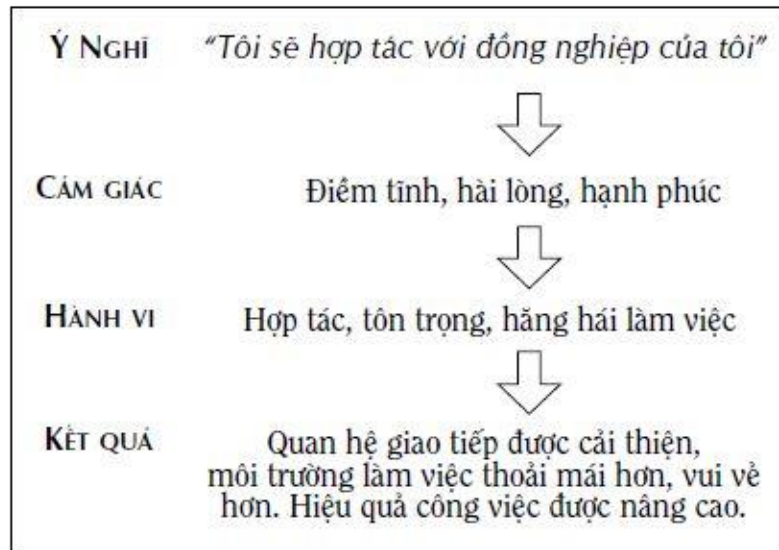 Ý NGHĨ “Tôi sẽ hợp tác với đồng nghiệp của tôi”
CẢM GIÁC Điềm tĩnh, hài lòng, hạnh phúc
HÀNH VI Hợp tác, tôn trọng, hăng hái làm việc
KẾT QUẢ Quan hệ giao tiếp được cải thiện,
môi trường làm việc thoải mái hơn, vui vẻ
hơn. Hiệu quả công việc được nâng cao.